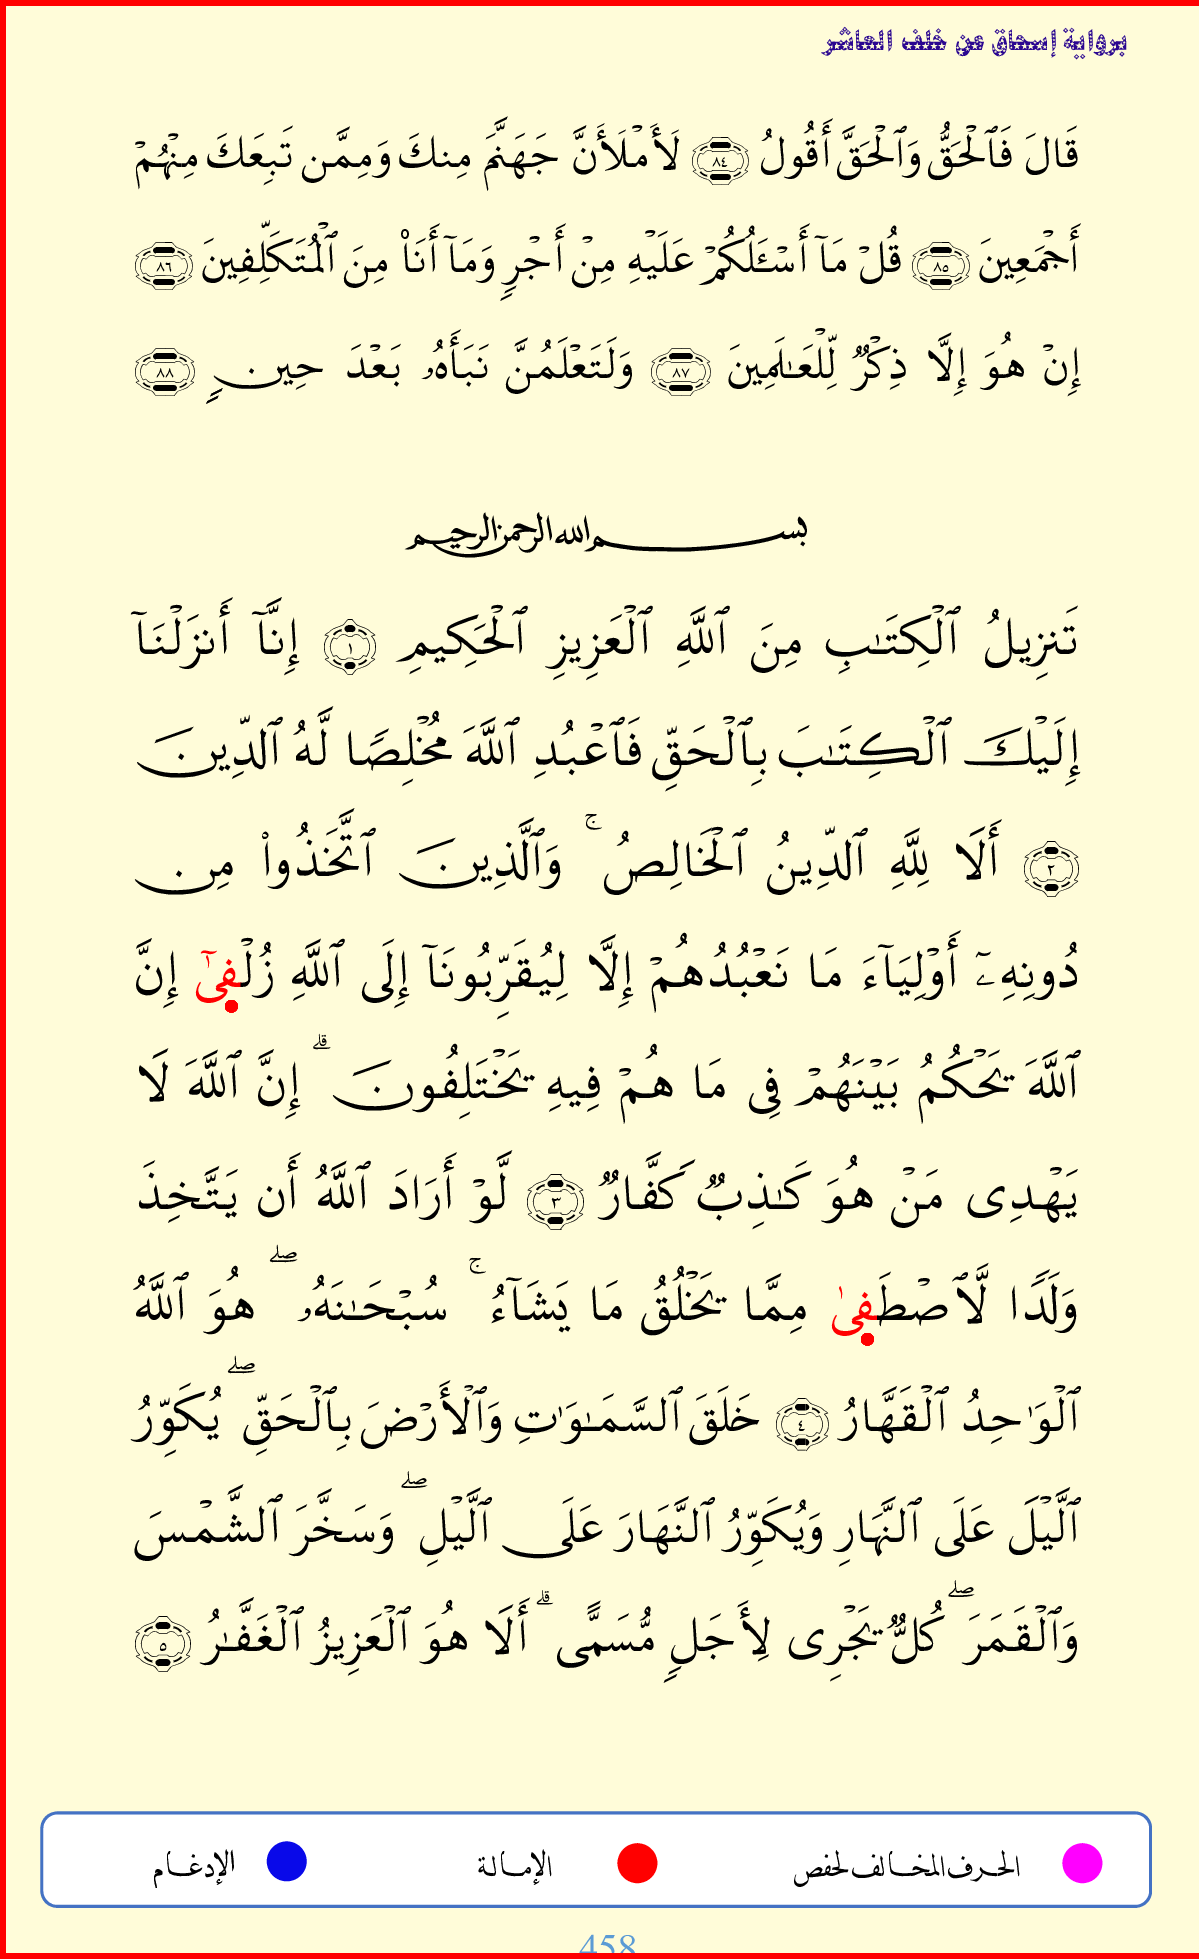 برواية إسحاق عن خلف العاشر
قَالَ فَٱلْحَقُّ وَٱلْحَقَّ أَقُولُ ٨٤ لَأَمْلَأَنَّ جَهَنَّمَ مِنكَ وَمِمَّن تَبِعَكَ مِنْهُمْ
أَجْمَعِينَ ٨٥ قُلْ مَآ أَسْـَٔلُكُمْ عَلَيْهِ مِنْ أَجْرٍ وَمَآ أَنَا۠ مِنَ ٱلْمُتَكَلِّفِينَ ٨٦
إِنْ هُوَ إِلَّا ذِكْرٌ لِّلْعَـٰلَمِينَ ٨٧ وَلَتَعْلَمُنَّ نَبَأَهُۥ بَعْدَ حِينٍ ٨٨
بسم الله الرحمن الرحيم
تَنزِيلُ ٱلْكِتَـٰبِ مِنَ ٱللَّهِ ٱلْعَزِيزِ ٱلْحَكِيمِ ١ إِنَّآ أَنزَلْنَآ
إِلَيْكَ ٱلْكِتَـٰبَ بِٱلْحَقِّ فَٱعْبُدِ ٱللَّهَ مُخْلِصًا لَّهُ ٱلدِّينَ
٢ أَلَا لِلَّهِ ٱلدِّينُ ٱلْخَالِصُ ۚ وَٱلَّذِينَ ٱتَّخَذُوا۟ مِن
دُونِهِۦٓ أَوْلِيَآءَ مَا نَعْبُدُهُمْ إِلَّا لِيُقَرِّبُونَآ إِلَى ٱللَّهِ زُلْفِىٰٓ إِنَّ
ٱللَّهَ يَحْكُمُ بَيْنَهُمْ فِى مَا هُمْ فِيهِ يَخْتَلِفُونَ ۗ إِنَّ ٱللَّهَ لَا
يَهْدِى مَنْ هُوَ كَـٰذِبٌ كَفَّارٌ ٣ لَّوْ أَرَادَ ٱللَّهُ أَن يَتَّخِذَ
وَلَدًا لَّٱصْطَفِىٰ مِمَّا يَخْلُقُ مَا يَشَآءُ ۚ سُبْحَـٰنَهُۥ ۖ هُوَ ٱللَّهُ
ٱلْوَٰحِدُ ٱلْقَهَّارُ ٤ خَلَقَ ٱلسَّمَـٰوَٰتِ وَٱلْأَرْضَ بِٱلْحَقِّ ۖ يُكَوِّرُ
ٱلَّيْلَ عَلَى ٱلنَّهَارِ وَيُكَوِّرُ ٱلنَّهَارَ عَلَى ٱلَّيْلِ ۖ وَسَخَّرَ ٱلشَّمْسَ
وَٱلْقَمَرَ ۖ كُلٌّ يَجْرِى لِأَجَلٍ مُّسَمًّى ۗ أَلَا هُوَ ٱلْعَزِيزُ ٱلْغَفَّـٰرُ ٥
الحرف المخالف لحفص الإمالة الإدغام
458